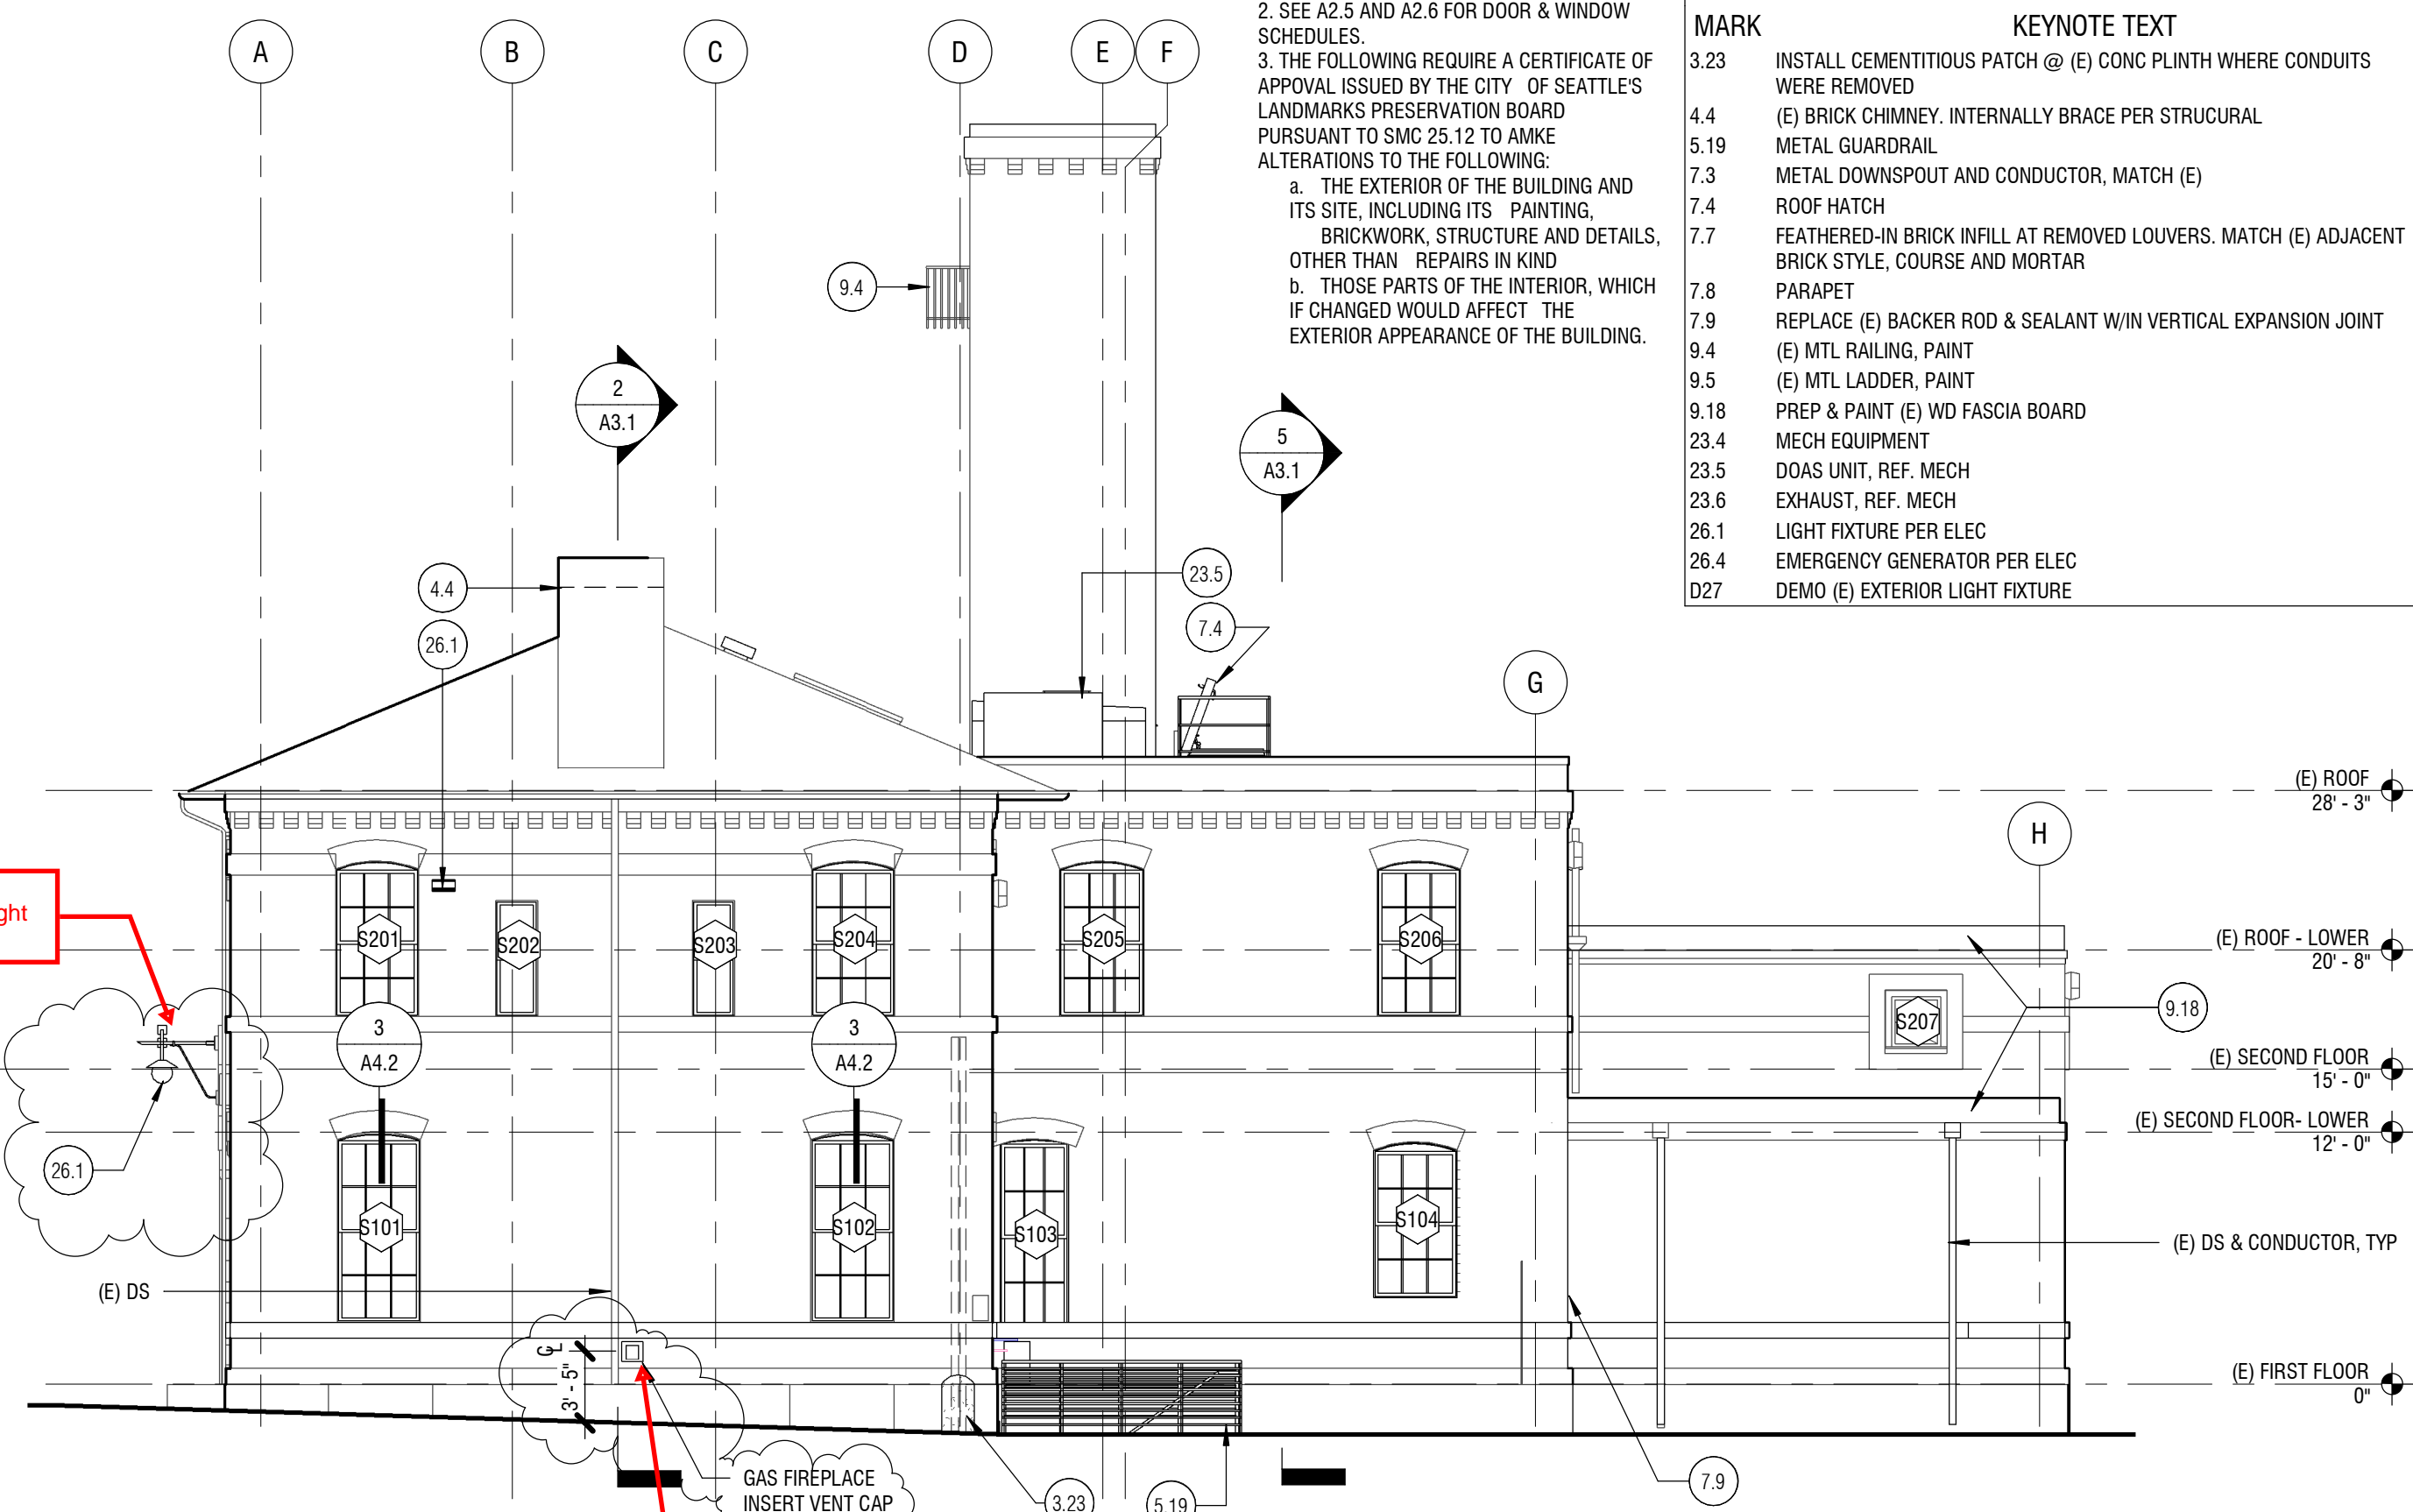 A
B
C
D
E
F
2. SEE A2.5 AND A2.6 FOR DOOR & WINDOW
SCHEDULES.
3. THE FOLLOWING REQUIRE A CERTIFICATE OF
APPOVAL ISSUED BY THE CITY OF SEATTLE'S
LANDMARKS PRESERVATION BOARD
PURSUANT TO SMC 25.12 TO AMKE
ALTERATIONS TO THE FOLLOWING:
a. THE EXTERIOR OF THE BUILDING AND
ITS SITE, INCLUDING ITS PAINTING,
BRICKWORK, STRUCTURE AND DETAILS,
OTHER THAN REPAIRS IN KIND
b. THOSE PARTS OF THE INTERIOR, WHICH
IF CHANGED WOULD AFFECT THE
EXTERIOR APPEARANCE OF THE BUILDING.
MARK KEYNOTE TEXT
3.23 INSTALL CEMENTITIOUS PATCH @ (E) CONC PLINTH WHERE CONDUITS
WERE REMOVED
4.4 (E) BRICK CHIMNEY. INTERNALLY BRACE PER STRUCURAL
5.19 METAL GUARDRAIL
7.3 METAL DOWNSPOUT AND CONDUCTOR, MATCH (E)
7.4 ROOF HATCH
7.7 FEATHERED-IN BRICK INFILL AT REMOVED LOUVERS. MATCH (E) ADJACENT
BRICK STYLE, COURSE AND MORTAR
7.8 PARAPET
7.9 REPLACE (E) BACKER ROD & SEALANT W/IN VERTICAL EXPANSION JOINT
9.4 (E) MTL RAILING, PAINT
9.5 (E) MTL LADDER, PAINT
9.18 PREP & PAINT (E) WD FASCIA BOARD
23.4 MECH EQUIPMENT
23.5 DOAS UNIT, REF. MECH
23.6 EXHAUST, REF. MECH
26.1 LIGHT FIXTURE PER ELEC
26.4 EMERGENCY GENERATOR PER ELEC
D27 DEMO (E) EXTERIOR LIGHT FIXTURE
9.4
2
A3.1
5
A3.1
4.4
23.5
26.1
7.4
G
(E) ROOF
28' - 3"
H
ght
S201
S202
S203
S204
S205
S206
(E) ROOF - LOWER
20' - 8"
9.18
S207
3
A4.2
3
A4.2
(E) SECOND FLOOR
15' - 0"
(E) SECOND FLOOR- LOWER
12' - 0"
26.1
S101
S102
S103
S104
(E) DS & CONDUCTOR, TYP
(E) DS
CL
3' - 5"
(E) FIRST FLOOR
0"
GAS FIREPLACE
INSERT VENT CAP
3.23
5.19
7.9